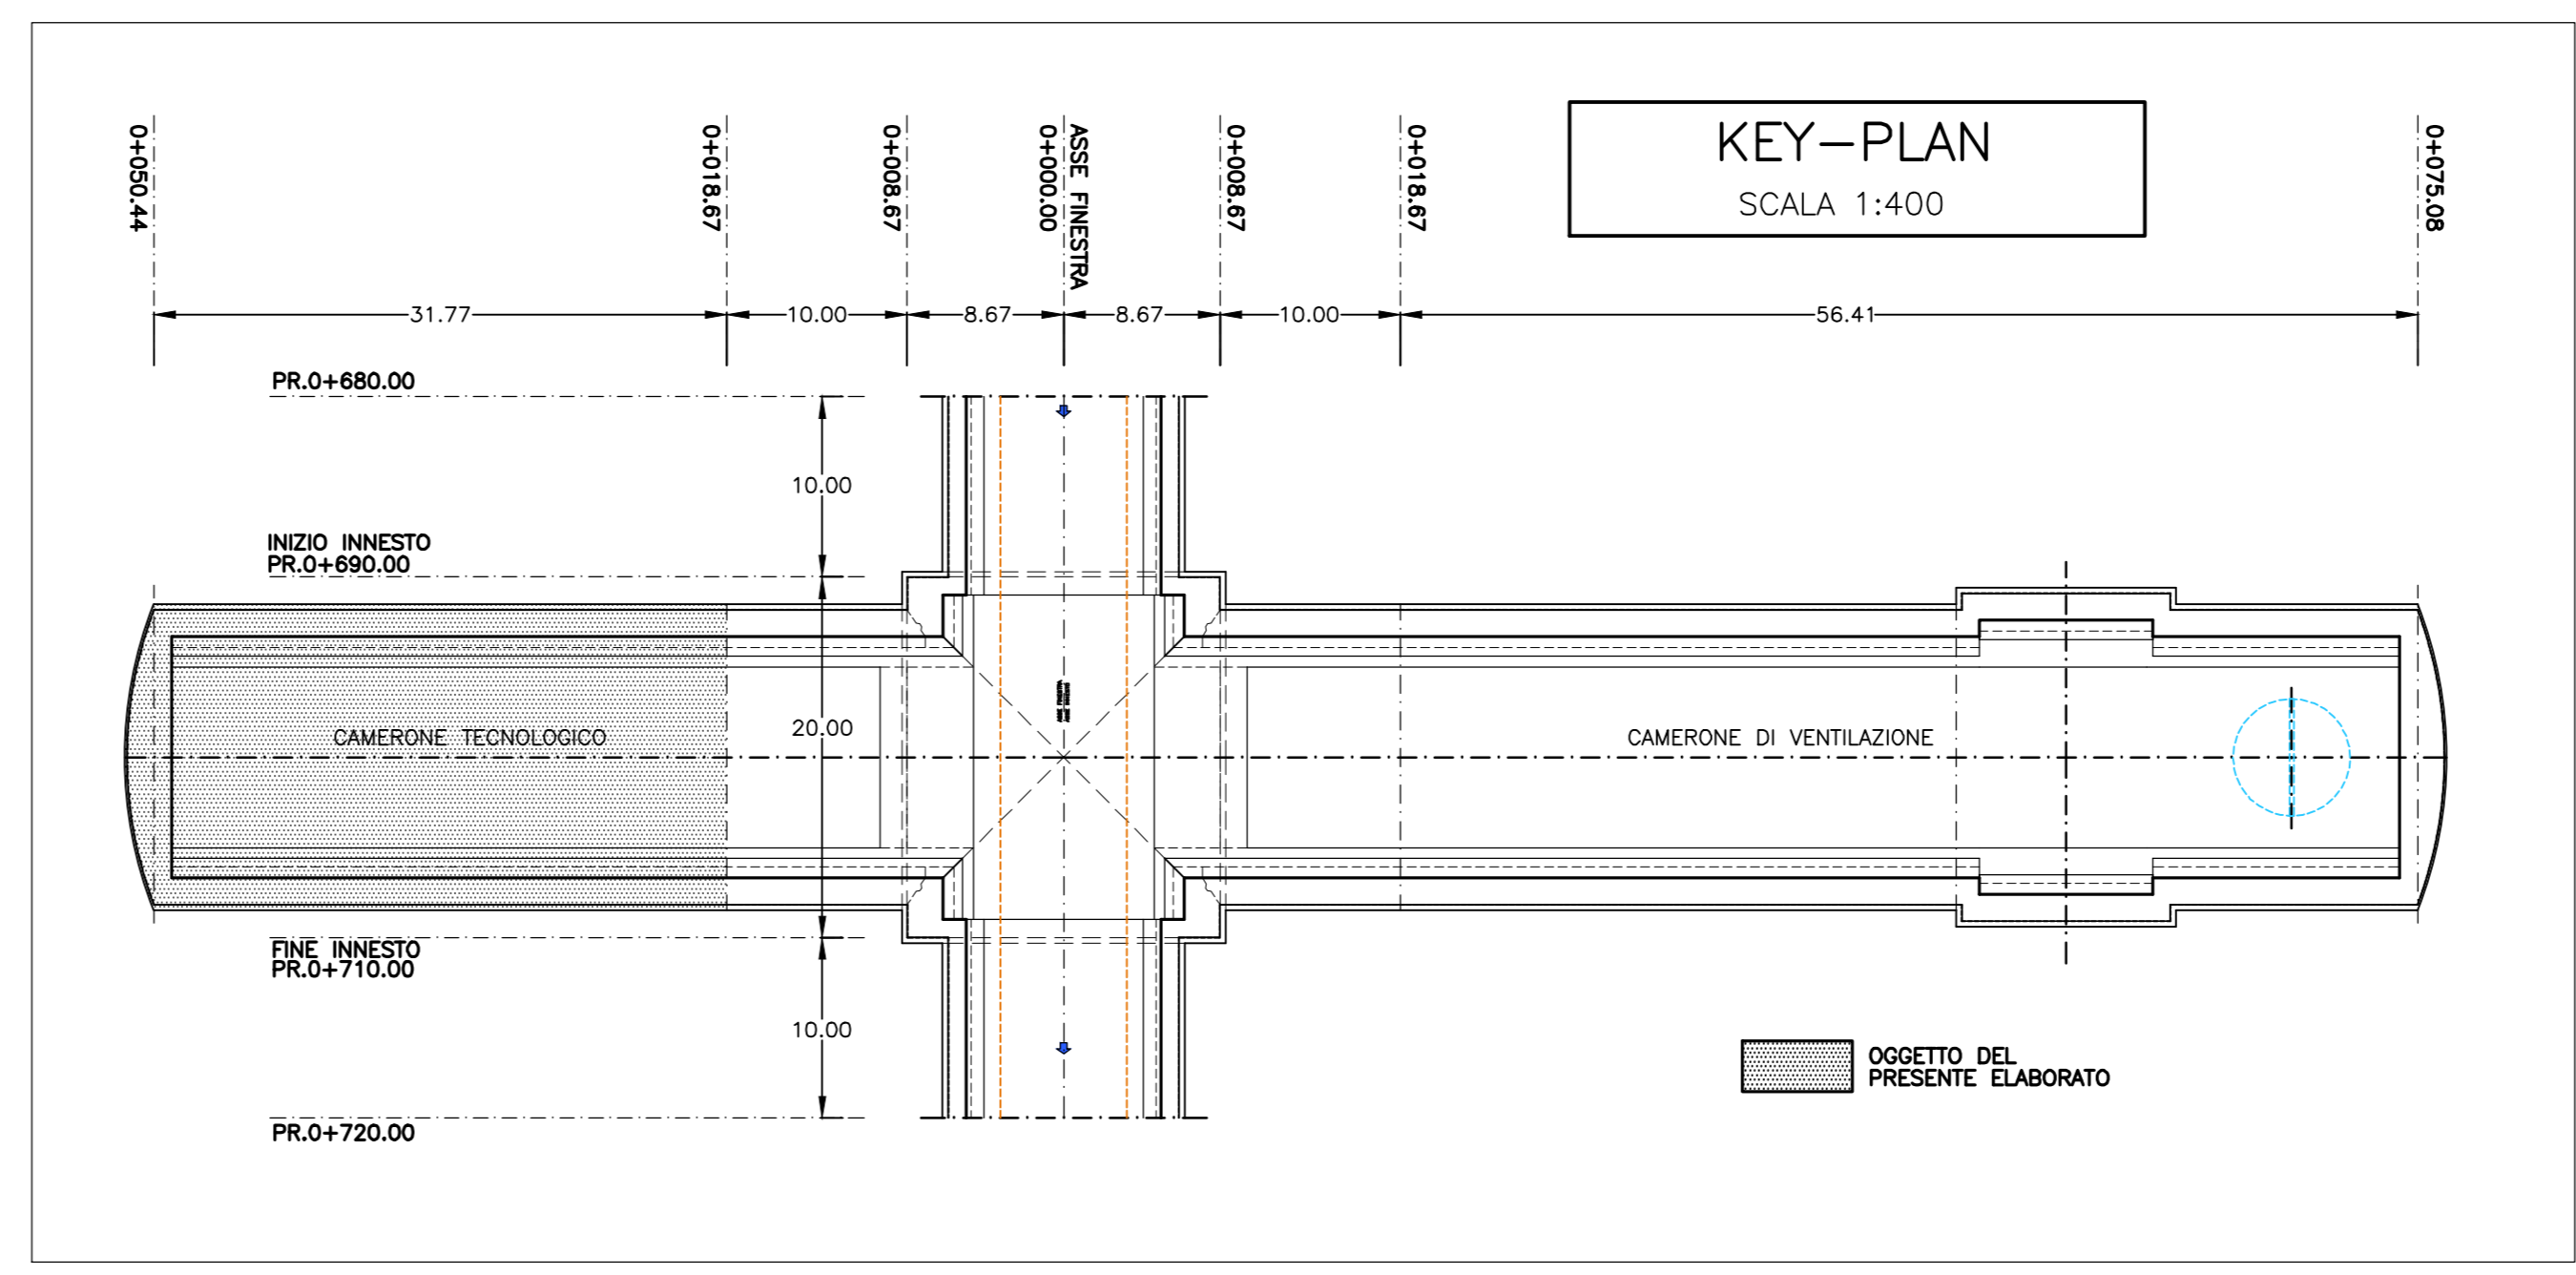 0+050.44
0+018.67
0+008.67
0+000.00
ASSE FINESTRA
0+008.67
0+018.67
0+075.08
KEY-PLAN
SCALA 1:400
31.77
10.00
8.67
8.67
10.00
56.41
PR.0+680.00
10.00
INIZIO INNESTO
PR.0+690.00
20.00
CAMERONE TECNOLOGICO
CAMERONE DI VENTILAZIONE
FINE INNESTO
PR.0+710.00
10.00
OGGETTO DEL
PRESENTE ELABORATO
PR.0+720.00